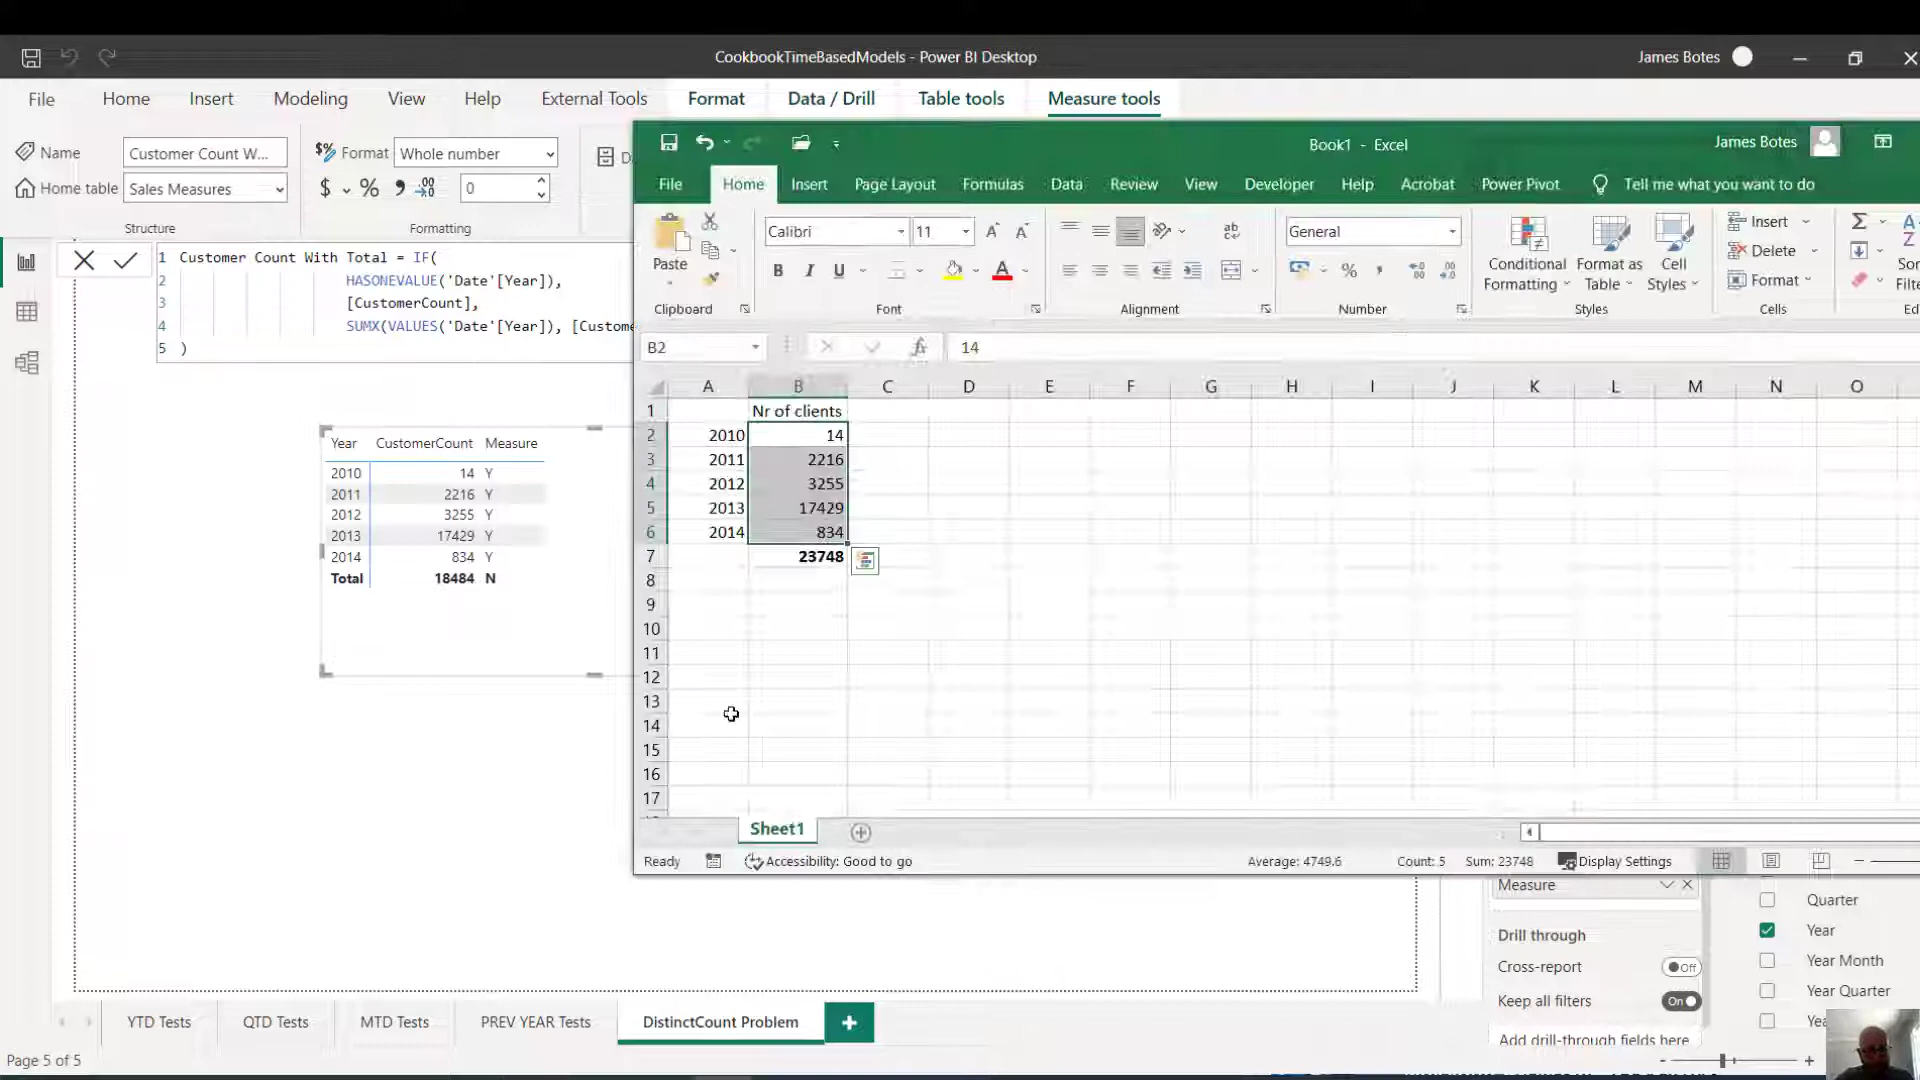 CookbookTimeBasedModels - Power BI Desktop
James Botes
File Home Insert Modeling View Help External Tools Format Data / Drill Table tools Measure tools
Name Customer Count W...
Home table Sales Measures
Structure
$% Format Whole number
$ % 0
Formatting
1 Customer Count With Total = IF(
2 HASONEVALUE('Date'[Year]),
3 [CustomerCount],
4 SUMX(VALUES('Date'[Year]), [Custome
5 )
Year CustomerCount Measure
2010 14 Y
2011 2216 Y
2012 3255 Y
2013 17429 Y
2014 834 Y
Total 18484 N
Book1 - Excel
James Botes
File Home Insert Page Layout Formulas Data Review View Developer Help Acrobat Power Pivot Tell me what you want to do
Paste
Clipboard
Calibri 11
B I U A
Font
ab
Alignment
General
%
Number
Conditional Formatting
Format as Table
Cell Styles
Styles
Insert
Delete
Format
Cells
B2 fx 14
A B C D E F G H I J K L M N O
1 Nr of clients
2 2010 14
3 2011 2216
4 2012 3255
5 2013 17429
6 2014 834
7 23748
8
9
10
11
12
13
14
15
16
17
Sheet1
Ready Accessibility: Good to go Average: 4749.6 Count: 5 Sum: 23748 Display Settings
Measure
Drill through
Cross-report Off
Keep all filters On
Add drill-through fields here
Quarter
Year
Year Month
Year Quarter
YTD Tests QTD Tests MTD Tests PREV YEAR Tests DistinctCount Problem
Page 5 of 5